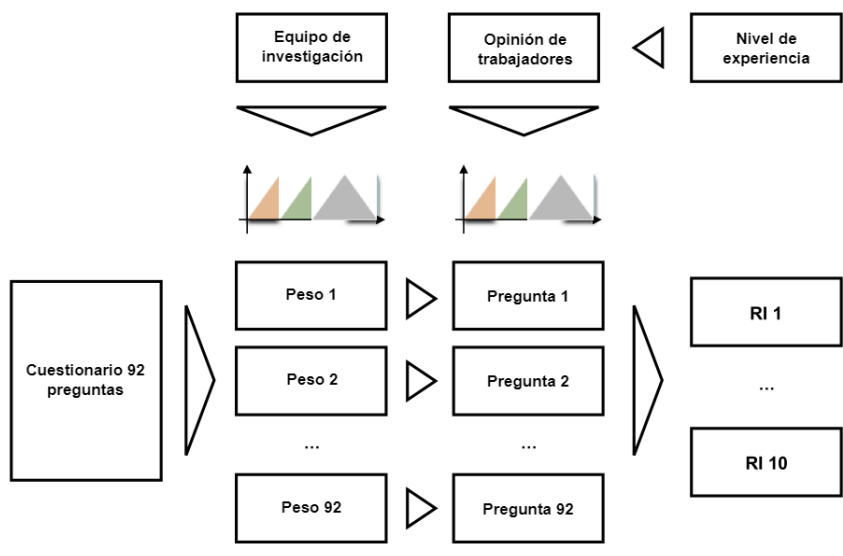 Equipo de
investigación
Opinión de
trabajadores
Nivel de
experiencia
Cuestionario 92
preguntas
Peso 1
Pregunta 1
Peso 2
Pregunta 2
...
...
Peso 92
Pregunta 92
RI 1
...
RI 10